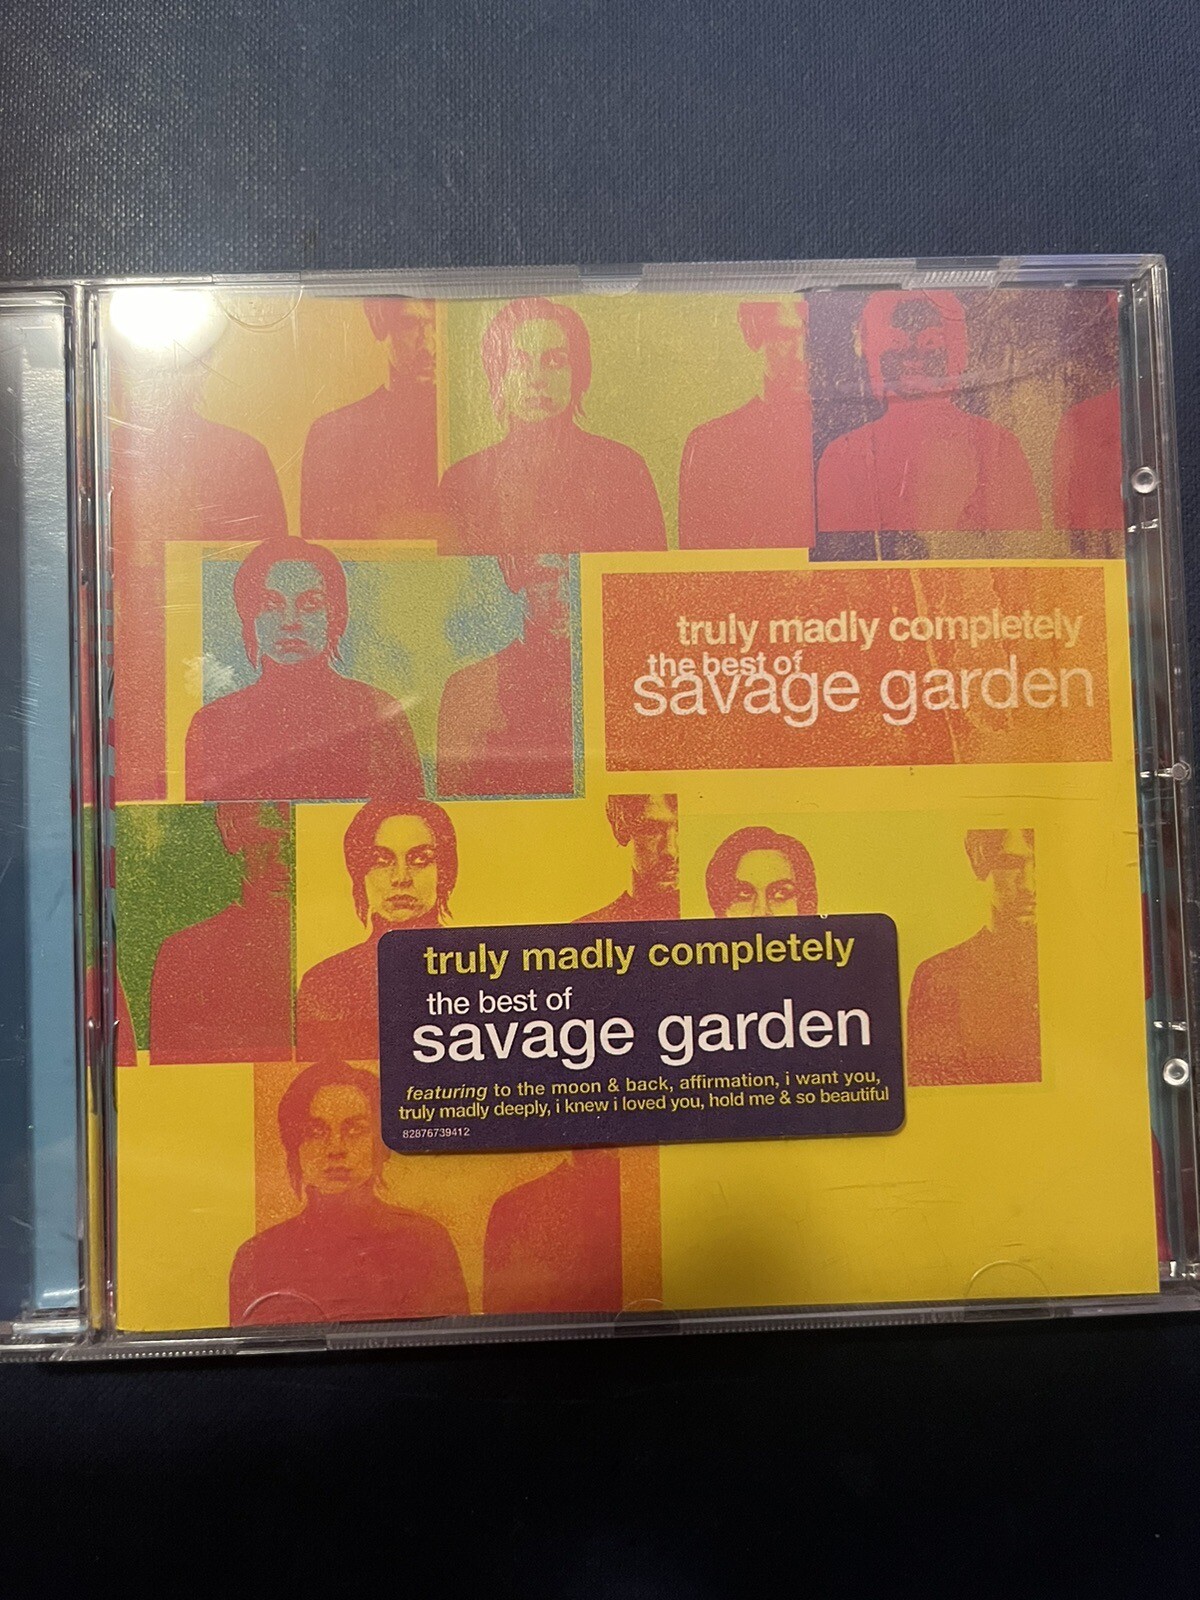 truly madly completely
the best of
savage garden
truly madly completely
the best of
savage garden
featuring to the moon & back, affirmation, i want you,
truly madly deeply, i knew i loved you, hold me & so beautiful
82876739412